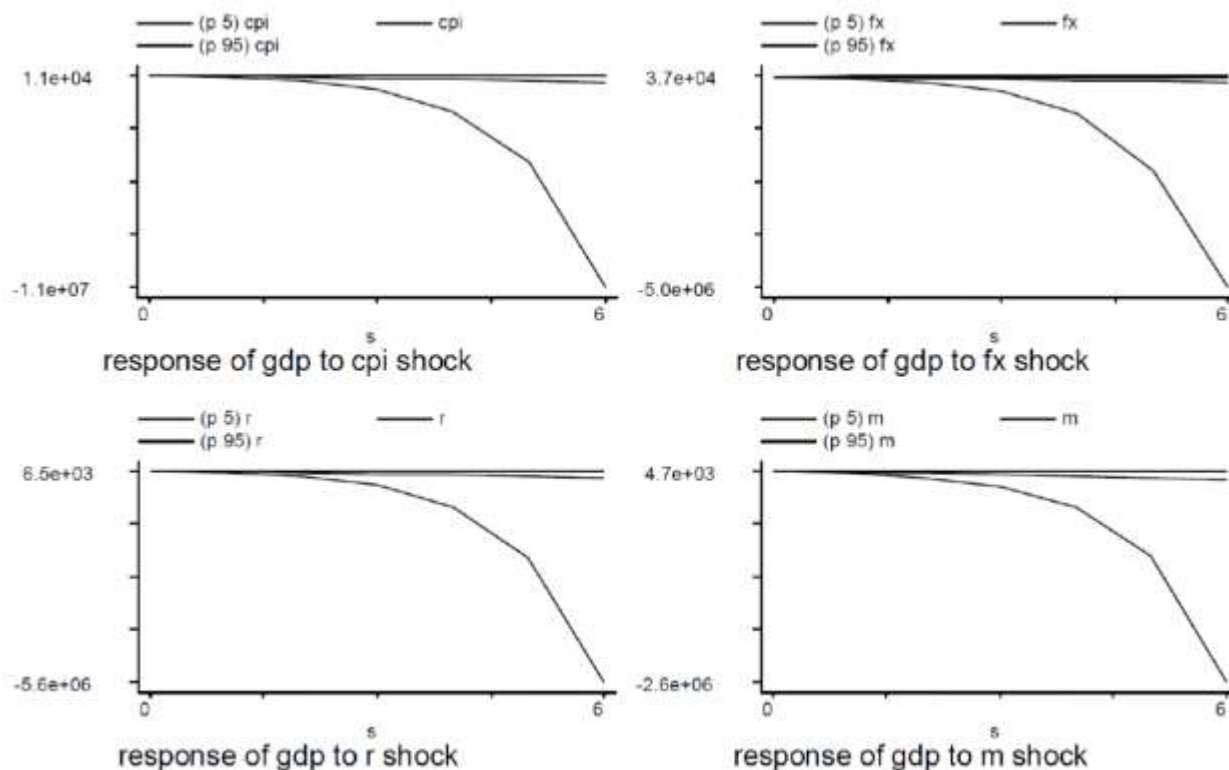 (p 5) cpi cpi
(p 95) cpi
1.1e+04
-1.1e+07
0 6
s
response of gdp to cpi shock
(p 5) fx fx
(p 95) fx
3.7e+04
-5.0e+06
0 6
s
response of gdp to fx shock
(p 5) r r
(p 95) r
6.5e+03
-5.6e+06
0 6
s
response of gdp to r shock
(p 5) m m
(p 95) m
4.7e+03
-2.6e+06
0 6
s
response of gdp to m shock